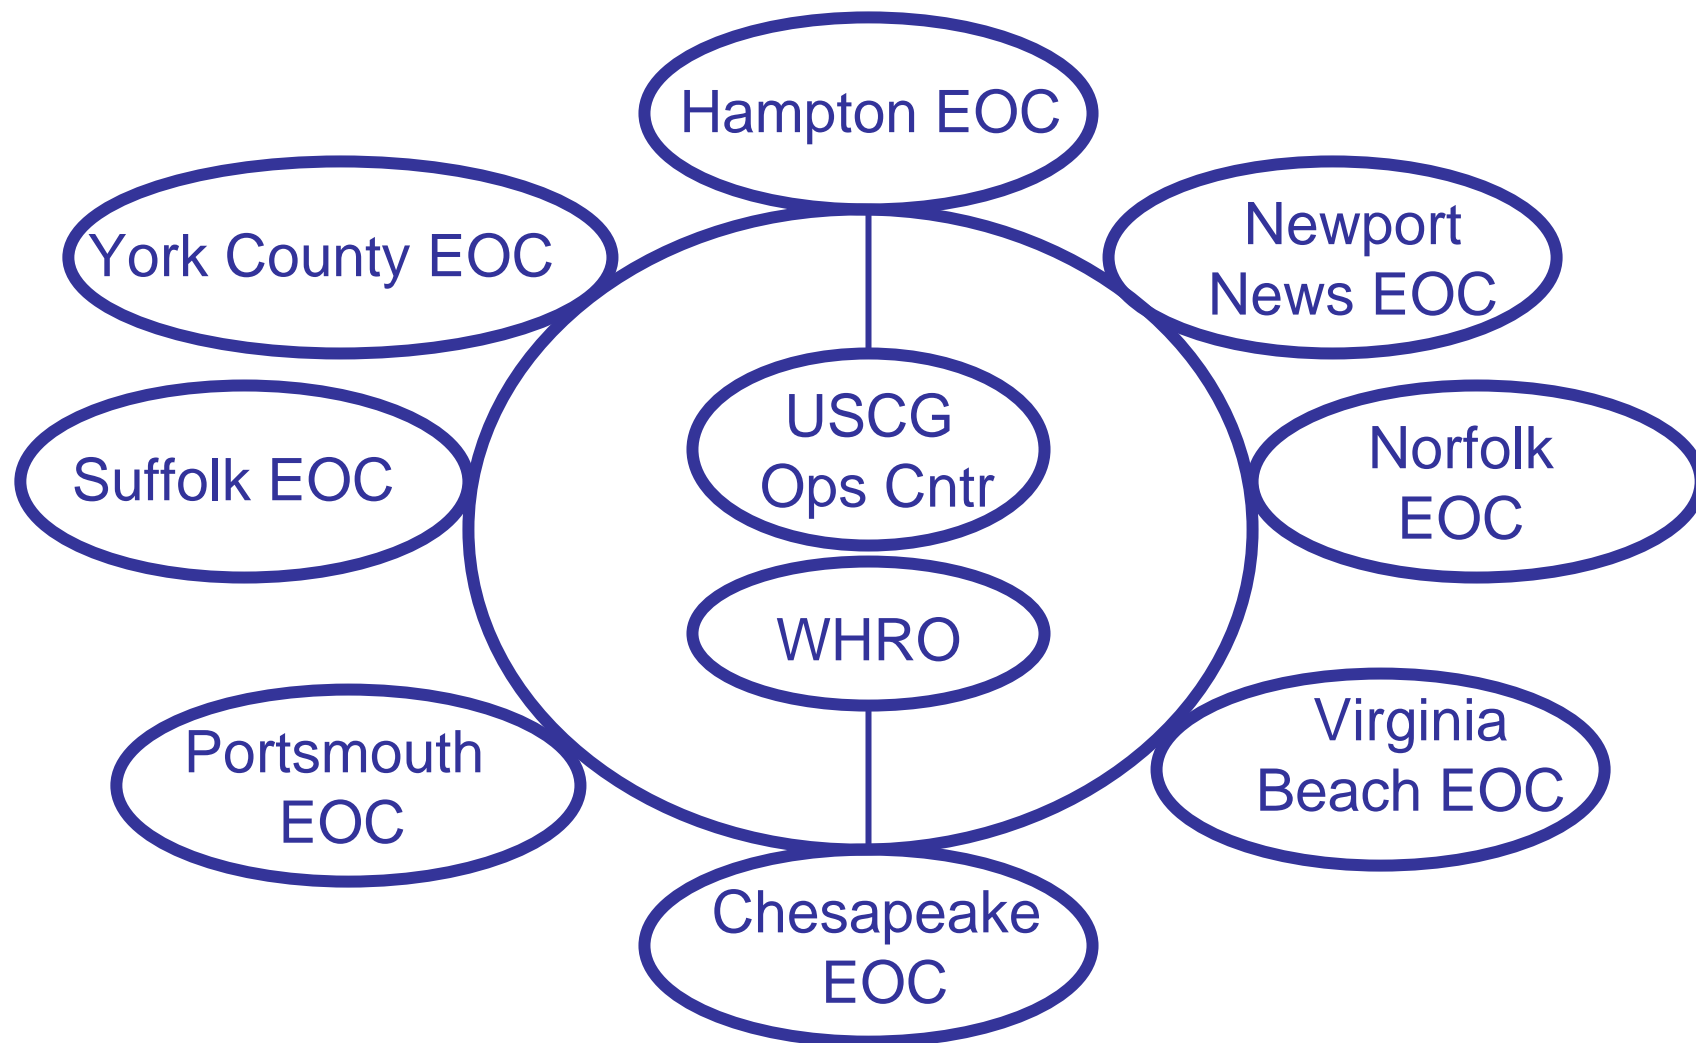 Hampton EOC
York County EOC
Newport
News EOC
Suffolk EOC
USCG
Ops Cntr
Norfolk
EOC
WHRO
Portsmouth
EOC
Virginia
Beach EOC
Chesapeake
EOC